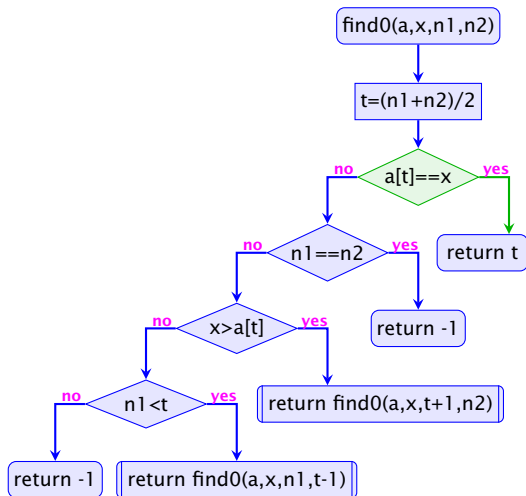 find0(a,x,n1,n2)
t=(n1+n2)/2
a[t]==x
no
yes
return t
n1==n2
no
yes
return -1
x>a[t]
no
yes
return find0(a,x,t+1,n2)
n1<t
no
yes
return -1
return find0(a,x,n1,t-1)